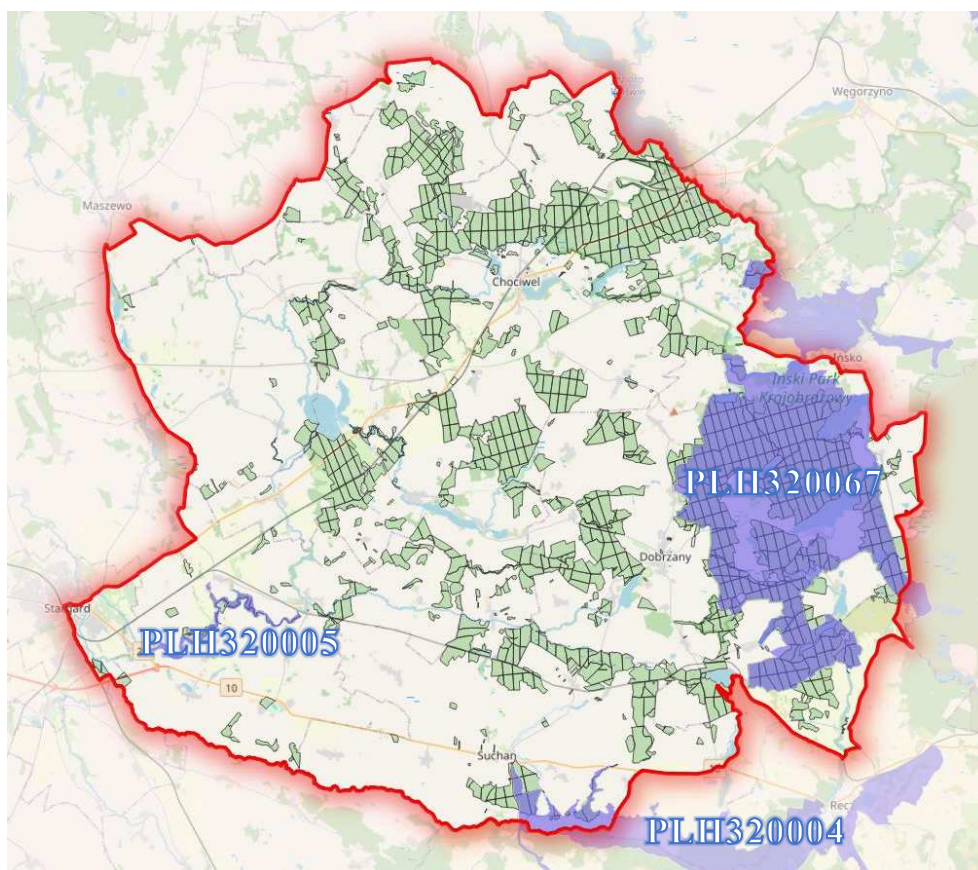 Węgorzyno
Maszewo
Chociwel
Ińsko
Iński Park
Krajobrazowy
PLH320067
Dobrzany
Stargard
PLH320005
10
Suchań
PLH320004